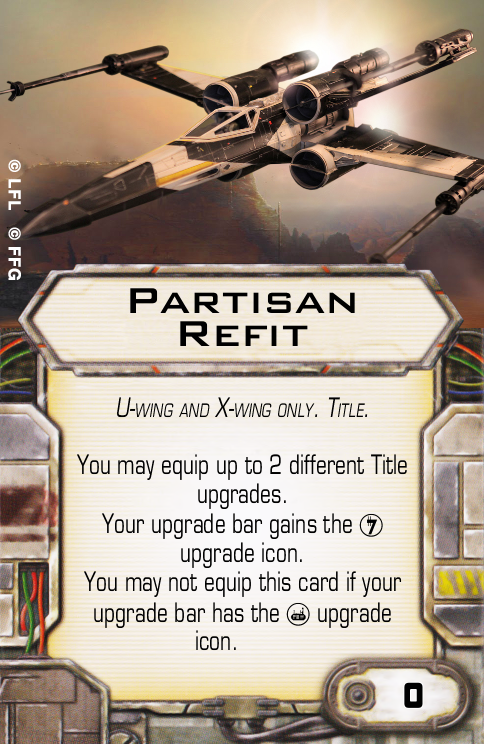 © LFL © FFG
PARTISAN
REFIT
U-WING AND X-WING ONLY. TITLE.
You may equip up to 2 different Title
upgrades.
Your upgrade bar gains the
upgrade icon.
You may not equip this card if your
upgrade bar has the upgrade
icon.
0